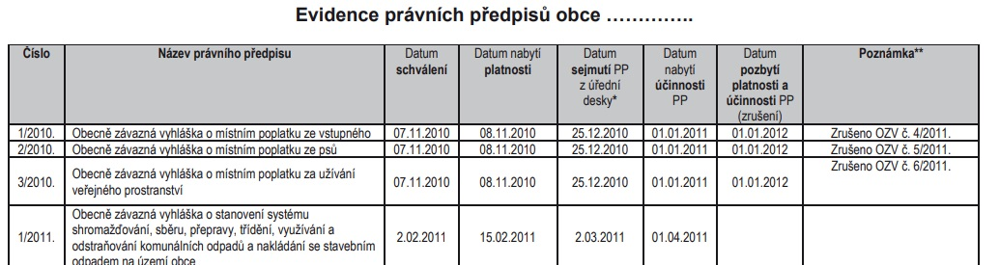 Evidence právních předpisů obce …………..
Číslo
Název právního předpisu
Datum
schválení
Datum nabytí
platnosti
Datum
sejmutí PP
z úřední
desky*
Datum
nabytí
účinnosti
PP
Datum
pozbytí
platnosti a
účinnosti PP
(zrušení)
Poznámka**
1/2010. Obecně závazná vyhláška o místním poplatku ze vstupného 07.11.2010 08.11.2010 25.12.2010 01.01.2011 01.01.2012 Zrušeno OZV č. 4/2011.
2/2010. Obecně závazná vyhláška o místním poplatku ze psů 07.11.2010 08.11.2010 25.12.2010 01.01.2011 01.01.2012 Zrušeno OZV č. 5/2011.
3/2010.
Obecně závazná vyhláška o místním poplatku za užívání
veřejného prostranství
07.11.2010 08.11.2010 25.12.2010 01.01.2011 01.01.2012
Zrušeno OZV č. 6/2011.
1/2011.
Obecně závazná vyhláška o stanovení systému
shromažďování, sběru, přepravy, třídění, využívání a
odstraňování komunálních odpadů a nakládání se stavebním
odpadem na území obce
2.02.2011 15.02.2011 2.03.2011 01.04.2011